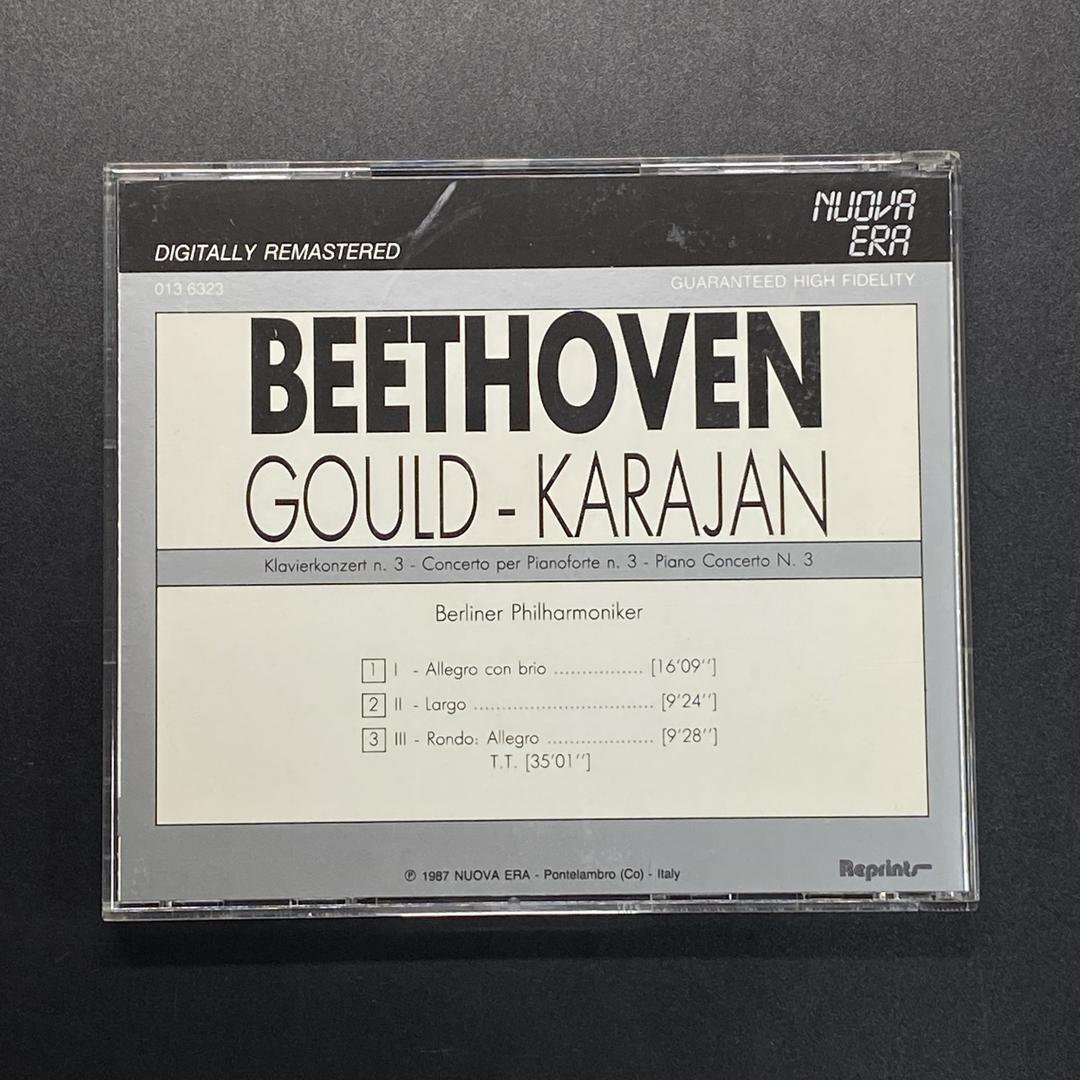 NUOVA
ERA
DIGITALLY REMASTERED
013 6323
GUARANTEED HIGH FIDELITY
BEETHOVEN
GOULD - KARAJAN
Klavierkonzert n. 3 - Concerto per Pianoforte n. 3 - Piano Concerto N. 3
Berliner Philharmoniker
1 I - Allegro con brio ................ [16'09'']
2 II - Largo ................................ [9'24'']
3 III - Rondo: Allegro ................... [9'28'']
T.T. [35'01'']
℗ 1987 NUOVA ERA - Pontelambro (Co) - Italy
Reprints